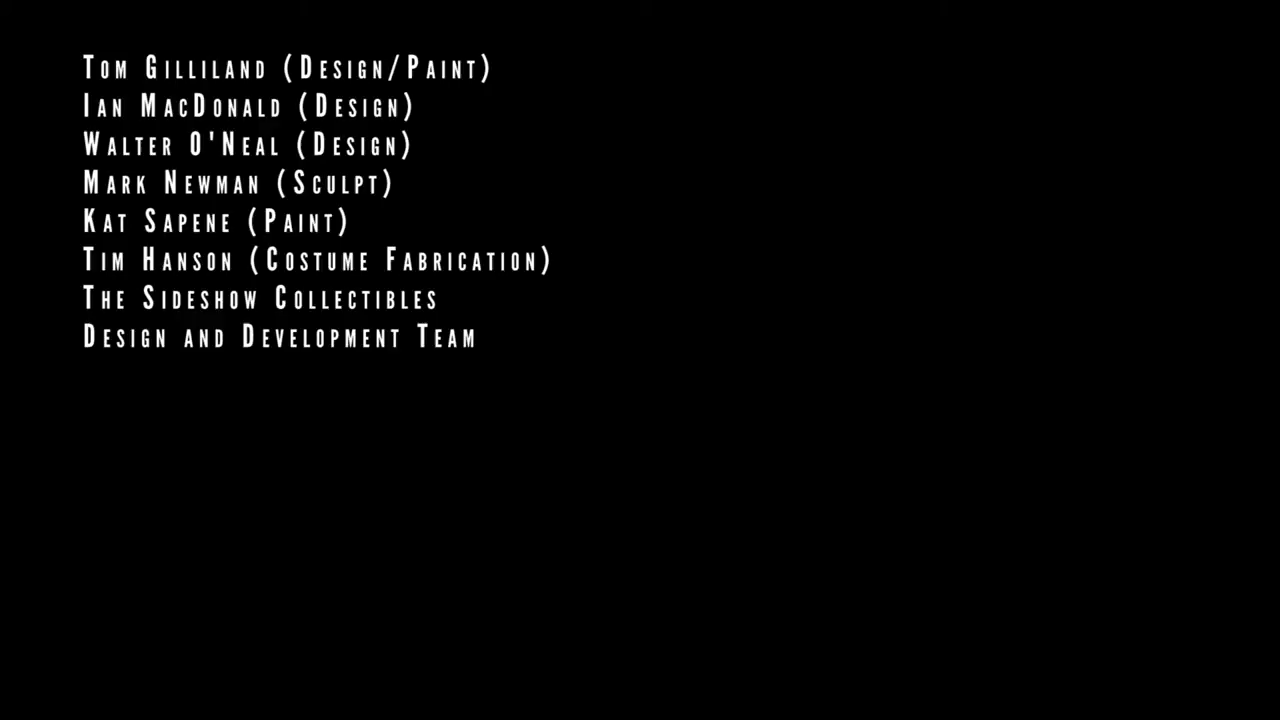 Tom Gilliland (Design/Paint)
Ian MacDonald (Design)
Walter O'Neal (Design)
Mark Newman (Sculpt)
Kat Sapene (Paint)
Tim Hanson (Costume Fabrication)
The Sideshow Collectibles
Design and Development Team